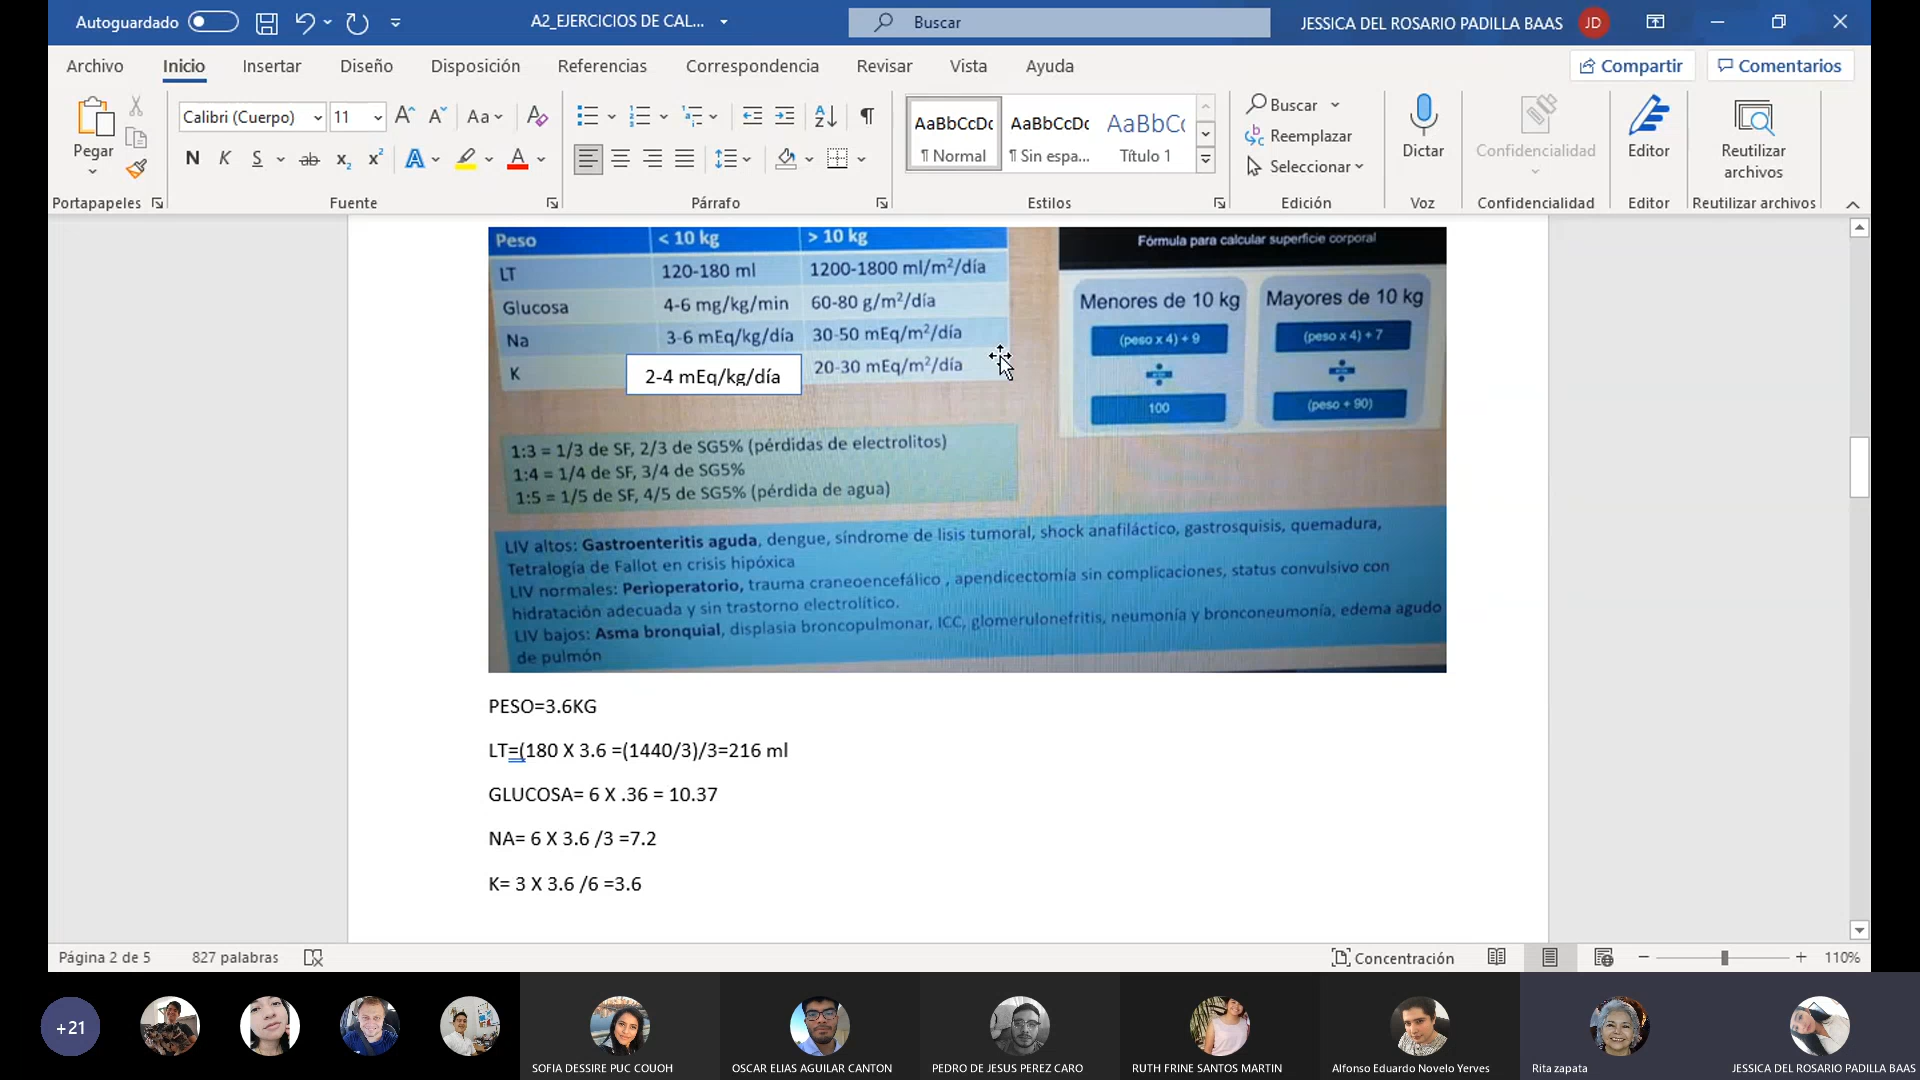 Autoguardado
A2_EJERCICIOS DE CAL...
Buscar
JESSICA DEL ROSARIO PADILLA BAAS
JD
Archivo Inicio Insertar Diseño Disposición Referencias Correspondencia Revisar Vista Ayuda
Compartir Comentarios
Pegar
Calibri (Cuerpo) 11
Aa
N K S ab x₂ x² A A
AaBbCcDc AaBbCcDc AaBbCc
¶ Normal ¶ Sin espa... Título 1
Buscar
Reemplazar
Seleccionar
Dictar
Confidencialidad
Editor
Reutilizar
archivos
Portapapeles Fuente Párrafo Estilos Edición Voz Confidencialidad Editor Reutilizar archivos
Peso < 10 kg > 10 kg
LT 120-180 ml 1200-1800 ml/m²/día
Glucosa 4-6 mg/kg/min 60-80 g/m²/día
Na 3-6 mEq/kg/día 30-50 mEq/m²/día
K 2-4 mEq/kg/día 20-30 mEq/m²/día
Fórmula para calcular superficie corporal
Menores de 10 kg Mayores de 10 kg
(peso x 4) + 9 (peso x 4) + 7
÷ ÷
100 (peso + 90)
1:3 = 1/3 de SF, 2/3 de SG5% (pérdidas de electrolitos)
1:4 = 1/4 de SF, 3/4 de SG5%
1:5 = 1/5 de SF, 4/5 de SG5% (pérdida de agua)
LIV altos: Gastroenteritis aguda, dengue, síndrome de lisis tumoral, shock anafiláctico, gastrosquisis, quemadura,
Tetralogía de Fallot en crisis hipóxica
LIV normales: Perioperatorio, trauma craneoencefálico , apendicectomía sin complicaciones, status convulsivo con
hidratación adecuada y sin trastorno electrolítico.
LIV bajos: Asma bronquial, displasia broncopulmonar, ICC, glomerulonefritis, neumonía y bronconeumonía, edema agudo
de pulmón
PESO=3.6KG
LT=(180 X 3.6 =(1440/3)/3=216 ml
GLUCOSA= 6 X .36 = 10.37
NA= 6 X 3.6 /3 =7.2
K= 3 X 3.6 /6 =3.6
Página 2 de 5 827 palabras
Concentración
110%
+21
SOFIA DESSIRE PUC COUOH
OSCAR ELIAS AGUILAR CANTON
PEDRO DE JESUS PEREZ CARO
RUTH FRINE SANTOS MARTIN
Alfonso Eduardo Novelo Yerves
Rita zapata
JESSICA DEL ROSARIO PADILLA BAAS